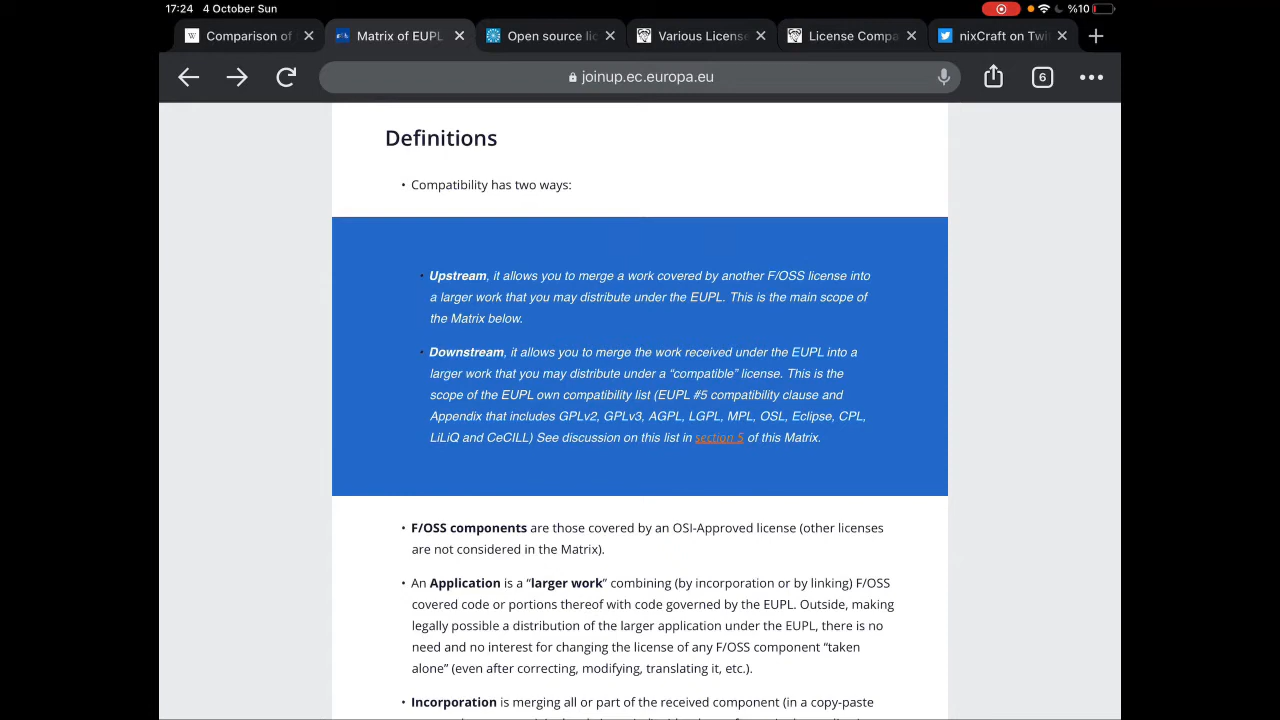 17:24 4 October Sun %10
Comparison of Matrix of EUPL Open source lic Various License License Compa nixCraft on Twi
joinup.ec.europa.eu 6
Definitions
• Compatibility has two ways:
• Upstream, it allows you to merge a work covered by another F/OSS license into
a larger work that you may distribute under the EUPL. This is the main scope of
the Matrix below.
• Downstream, it allows you to merge the work received under the EUPL into a
larger work that you may distribute under a “compatible” license. This is the
scope of the EUPL own compatibility list (EUPL #5 compatibility clause and
Appendix that includes GPLv2, GPLv3, AGPL, LGPL, MPL, OSL, Eclipse, CPL,
LiLiQ and CeCILL) See discussion on this list in section 5 of this Matrix.
• F/OSS components are those covered by an OSI-Approved license (other licenses
are not considered in the Matrix).
• An Application is a “larger work” combining (by incorporation or by linking) F/OSS
covered code or portions thereof with code governed by the EUPL. Outside, making
legally possible a distribution of the larger application under the EUPL, there is no
need and no interest for changing the license of any F/OSS component “taken
alone” (even after correcting, modifying, translating it, etc.).
• Incorporation is merging all or part of the received component (in a copy-paste